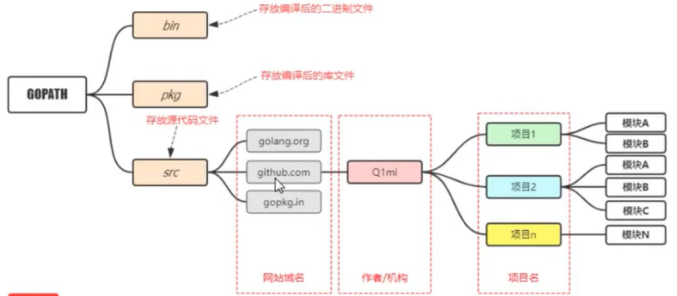 存放编译后的二进制文件
bin
GOPATH
pkg
存放编译后的库文件
存放源代码文件
src
golang.org
github.com
gopkg.in
网站域名
Q1mi
作者/机构
项目1
项目2
项目n
项目名
模块A
模块B
模块A
模块B
模块C
模块N